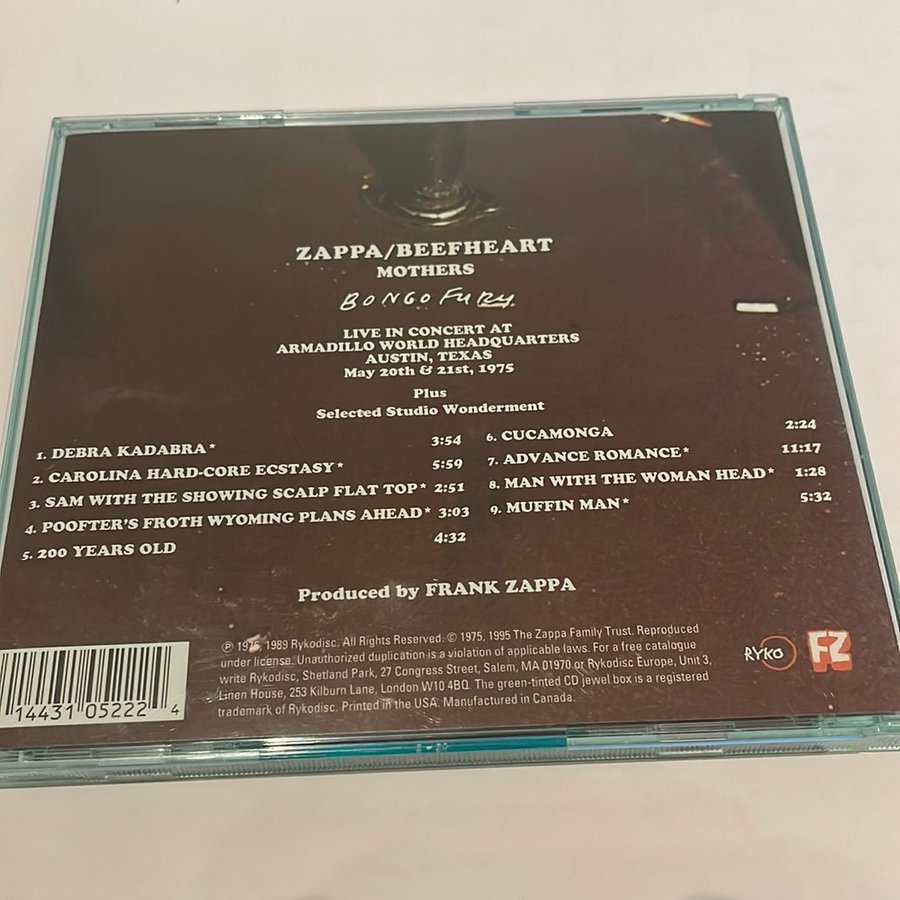 ZAPPA/BEEFHEART
MOTHERS
BONGO FURY
LIVE IN CONCERT AT
ARMADILLO WORLD HEADQUARTERS
AUSTIN, TEXAS
May 20th & 21st, 1975
Plus
Selected Studio Wonderment
1. DEBRA KADABRA* 3:54
2. CAROLINA HARD-CORE ECSTASY* 5:59
3. SAM WITH THE SHOWING SCALP FLAT TOP* 2:51
4. POOFTER'S FROTH WYOMING PLANS AHEAD* 3:03
5. 200 YEARS OLD 4:32
6. CUCAMONGA 2:24
7. ADVANCE ROMANCE* 11:17
8. MAN WITH THE WOMAN HEAD* 1:28
9. MUFFIN MAN* 5:32
Produced by FRANK ZAPPA
℗ 1975, 1989 Rykodisc. All Rights Reserved. © 1975, 1995 The Zappa Family Trust. Reproduced
under license. Unauthorized duplication is a violation of applicable laws. For a free catalogue
write Rykodisc, Shetland Park, 27 Congress Street, Salem, MA 01970 or Rykodisc Europe, Unit 3,
Linen House, 253 Kilburn Lane, London W10 4BQ. The green-tinted CD jewel box is a registered
trademark of Rykodisc. Printed in the USA. Manufactured in Canada.
RYKO
FZ
14431 05222 4